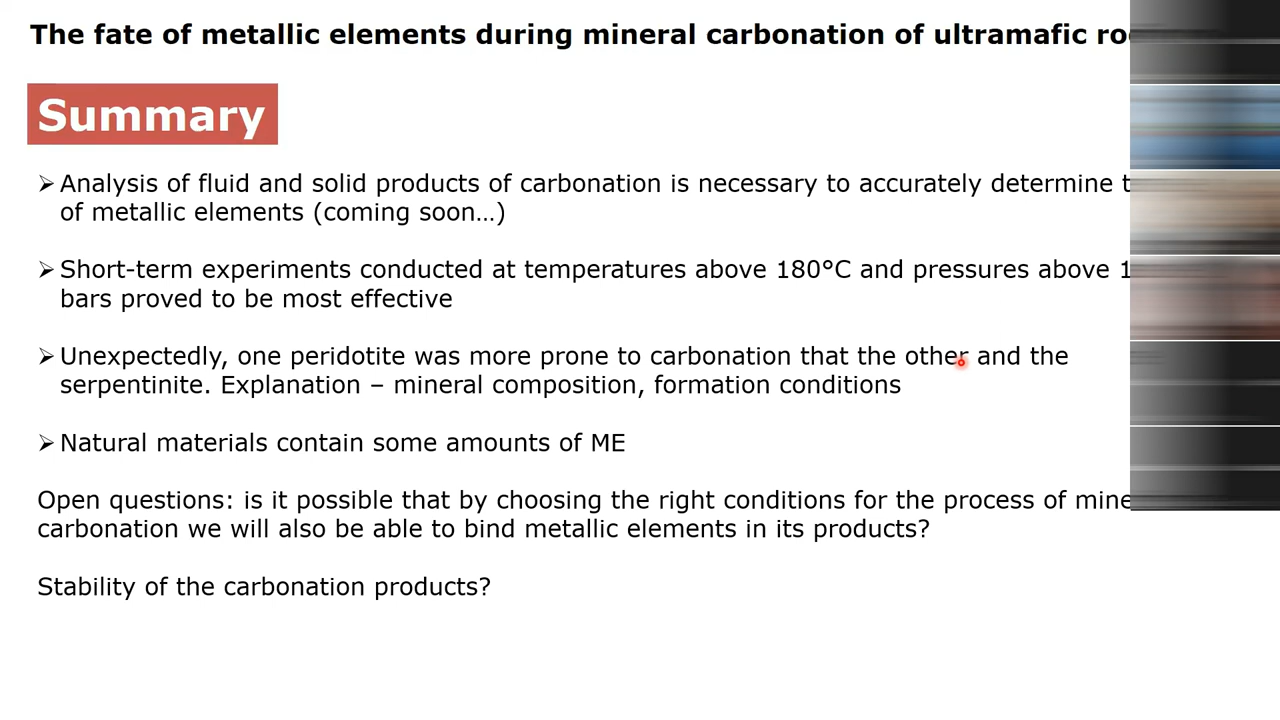 The fate of metallic elements during mineral carbonation of ultramafic
Summary
➢ Analysis of fluid and solid products of carbonation is necessary to accurately determine
of metallic elements (coming soon…)
➢ Short-term experiments conducted at temperatures above 180°C and pressures above
bars proved to be most effective
➢ Unexpectedly, one peridotite was more prone to carbonation that the other and the
serpentinite. Explanation – mineral composition, formation conditions
➢ Natural materials contain some amounts of ME
Open questions: is it possible that by choosing the right conditions for the process of
carbonation we will also be able to bind metallic elements in its products?
Stability of the carbonation products?